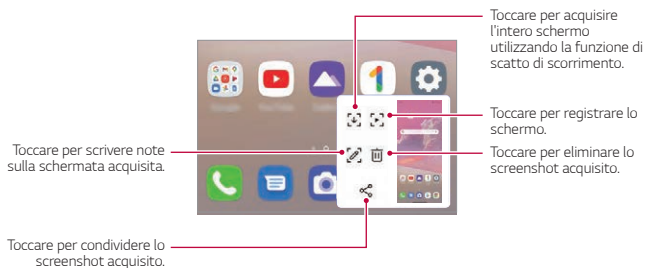 Toccare per acquisire
l'intero schermo
utilizzando la funzione di
scatto di scorrimento.
Toccare per registrare lo
schermo.
Toccare per scrivere note
sulla schermata acquisita.
Toccare per eliminare lo
screenshot acquisito.
Toccare per condividere lo
screenshot acquisito.